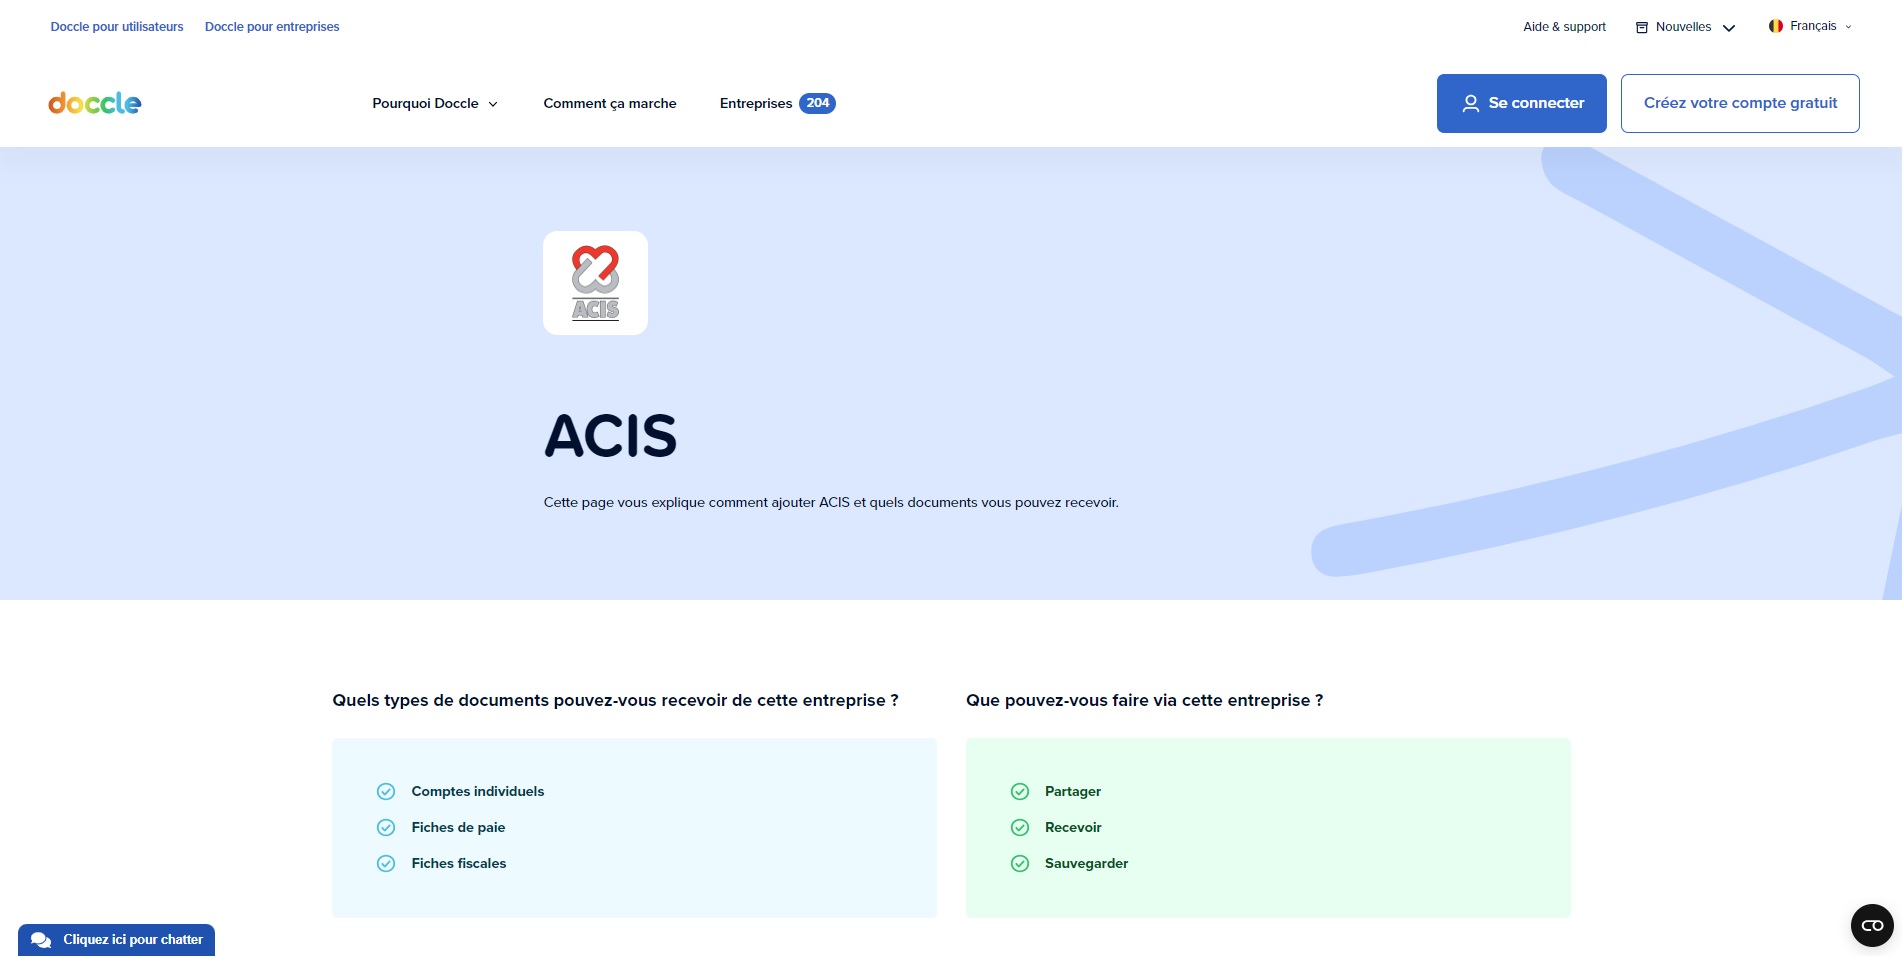 Doccle pour utilisateurs
Doccle pour entreprises
Aide & support
Nouvelles
Français
doccle
Pourquoi Doccle
Comment ça marche
Entreprises 204
Se connecter
Créez votre compte gratuit
ACIS
ACIS
Cette page vous explique comment ajouter ACIS et quels documents vous pouvez recevoir.
Quels types de documents pouvez-vous recevoir de cette entreprise ?
Comptes individuels
Fiches de paie
Fiches fiscales
Que pouvez-vous faire via cette entreprise ?
Partager
Recevoir
Sauvegarder
Cliquez ici pour chatter